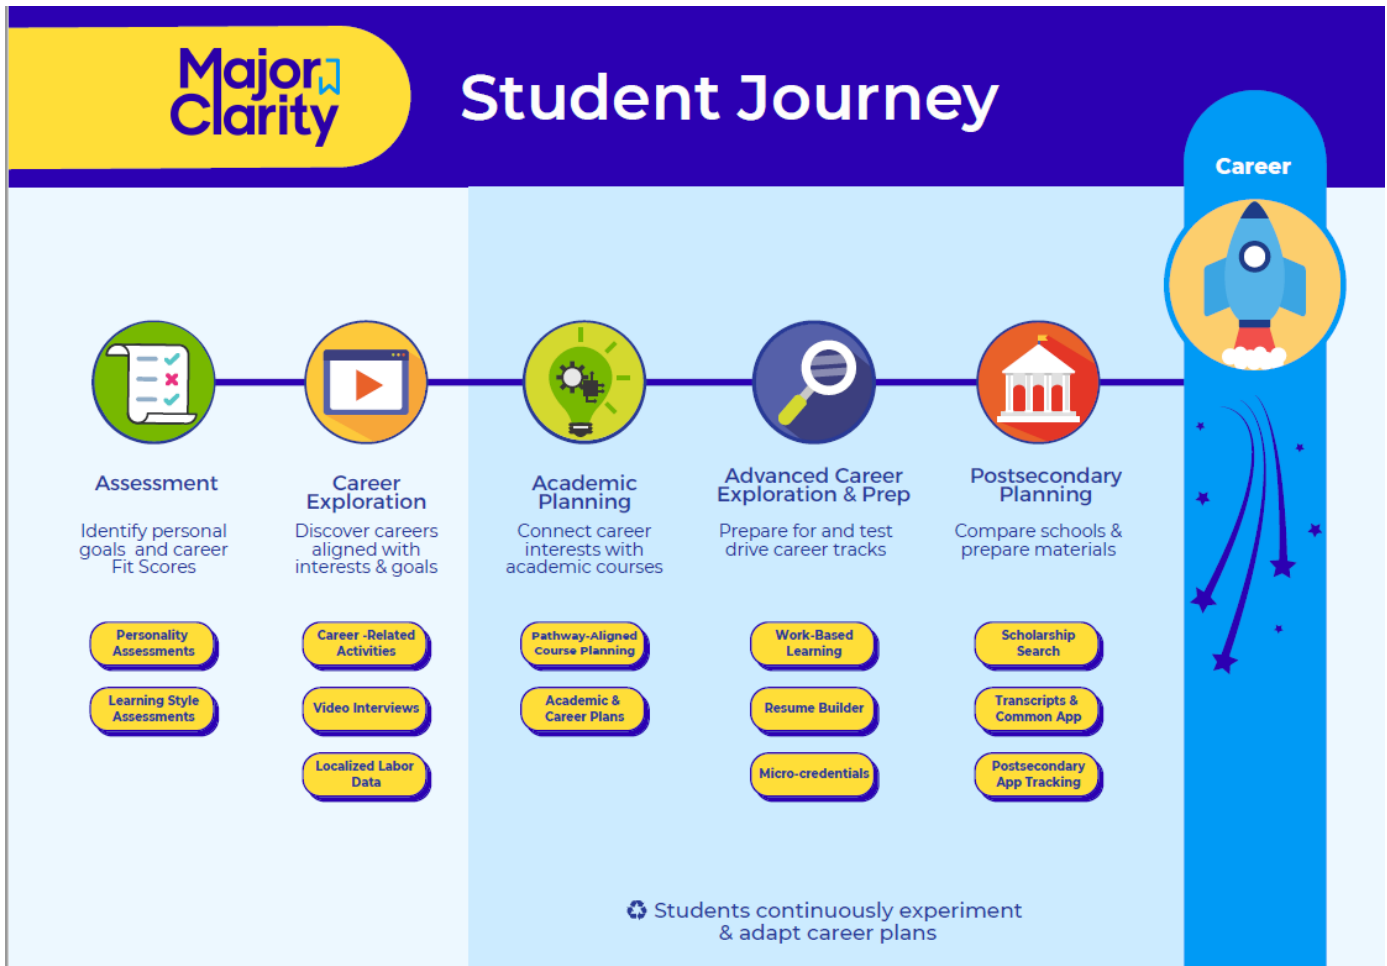 Major
Clarity
Student Journey
Career
Assessment
Identify personal
goals and career
Fit Scores
Personality
Assessments
Learning Style
Assessments
Career
Exploration
Discover careers
aligned with
interests & goals
Career -Related
Activities
Video Interviews
Localized Labor
Data
Academic
Planning
Connect career
interests with
academic courses
Pathway-Aligned
Course Planning
Academic &
Career Plans
Advanced Career
Exploration & Prep
Prepare for and test
drive career tracks
Work-Based
Learning
Resume Builder
Micro-credentials
Postsecondary
Planning
Compare schools &
prepare materials
Scholarship
Search
Transcripts &
Common App
Postsecondary
App Tracking
♻ Students continuously experiment
& adapt career plans